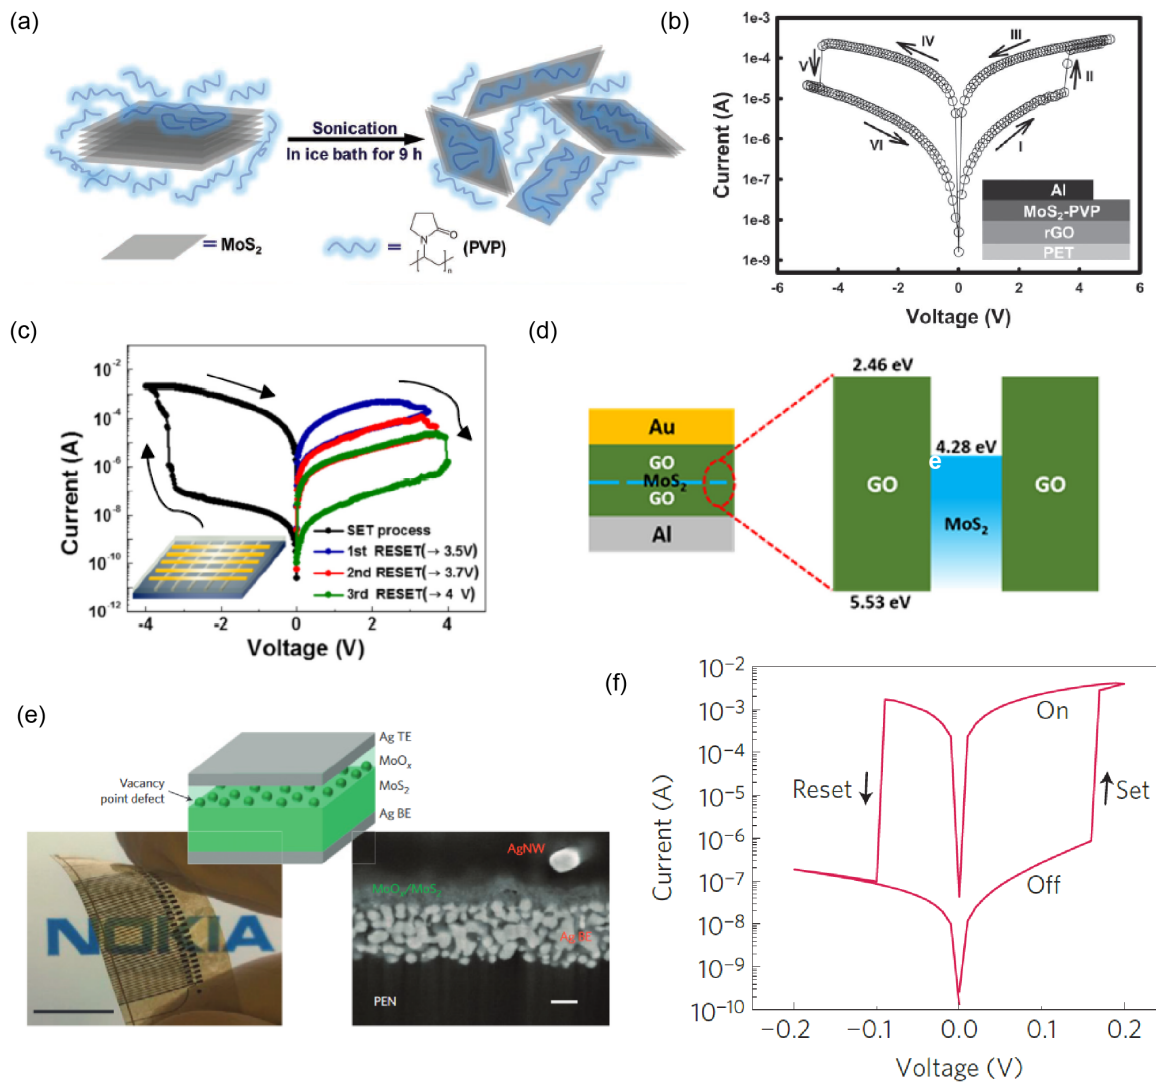 (a)
Sonication
In ice bath for 9 h
= MoS₂
=
N
O
n
(PVP)
(b)
Current (A)
1e-3
1e-4
1e-5
1e-6
1e-7
1e-8
1e-9
IV
III
V
II
VI
I
Al
MoS₂-PVP
rGO
PET
-6
-4
-2
0
2
4
6
Voltage (V)
(c)
Current (A)
10⁻²
10⁻⁴
10⁻⁶
10⁻⁸
10⁻¹⁰
10⁻¹²
SET process
1st RESET(→ 3.5V)
2nd RESET(→ 3.7V)
3rd RESET(→ 4 V)
-4
-2
0
2
4
Voltage (V)
(d)
Au
GO
MoS₂
GO
Al
2.46 eV
4.28 eV
e
GO
MoS₂
GO
5.53 eV
(e)
Ag TE
MoOₓ
MoS₂
Ag BE
Vacancy
point defect
NOKIA
AgNW
MoOₓ/MoS₂
Ag BE
PEN
(f)
Current (A)
10⁻²
10⁻³
10⁻⁴
10⁻⁵
10⁻⁶
10⁻⁷
10⁻⁸
10⁻⁹
10⁻¹⁰
On
Reset
Set
Off
−0.2
−0.1
0.0
0.1
0.2
Voltage (V)